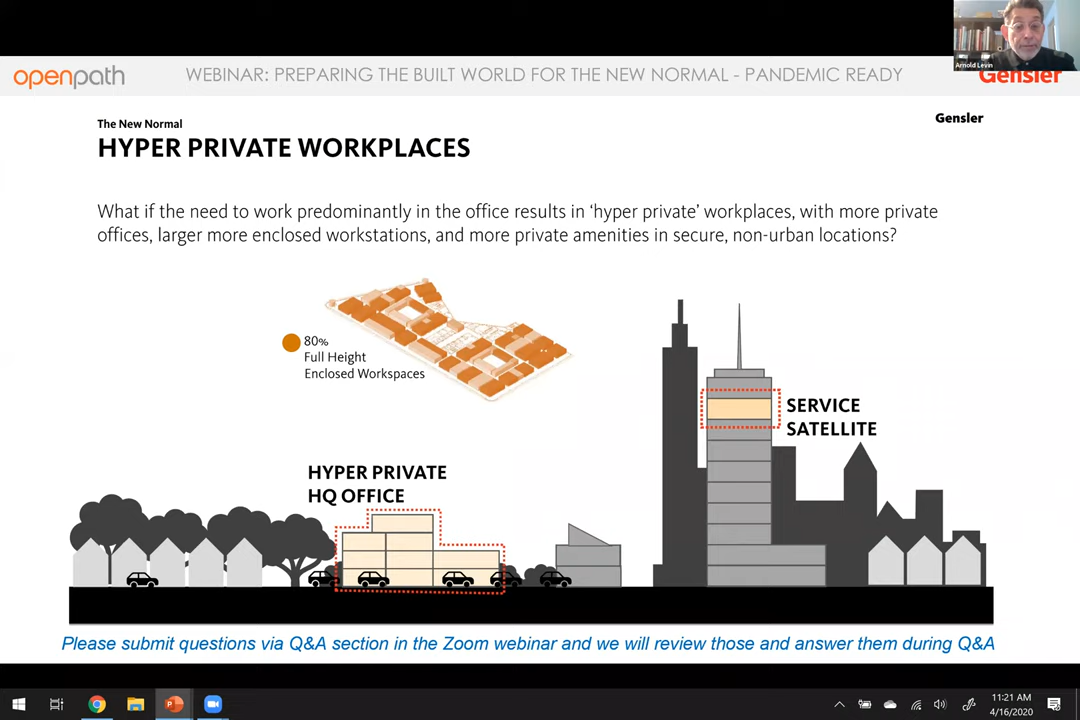 Arnold Levin
openpath
WEBINAR: PREPARING THE BUILT WORLD FOR THE NEW NORMAL - PANDEMIC READY
Gensler
The New Normal
Gensler
HYPER PRIVATE WORKPLACES
What if the need to work predominantly in the office results in ‘hyper private’ workplaces, with more private
offices, larger more enclosed workstations, and more private amenities in secure, non-urban locations?
80%
Full Height
Enclosed Workspaces
SERVICE
SATELLITE
HYPER PRIVATE
HQ OFFICE
Please submit questions via Q&A section in the Zoom webinar and we will review those and answer them during Q&A
11:21 AM
4/16/2020